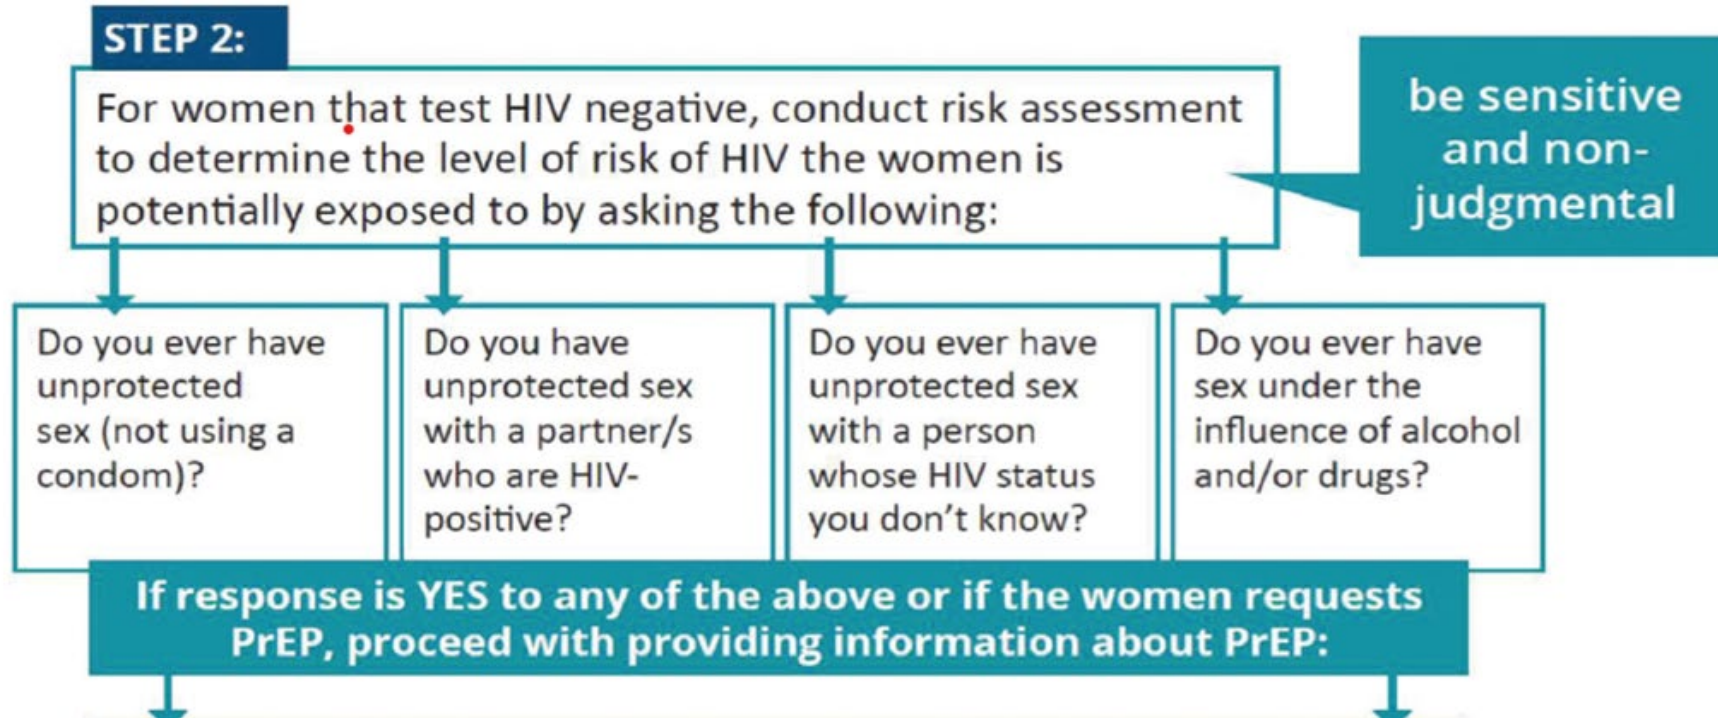 STEP 2:
For women that test HIV negative, conduct risk assessment
to determine the level of risk of HIV the women is
potentially exposed to by asking the following:
be sensitive
and non-
judgmental
Do you ever have
unprotected
sex (not using a
condom)?
Do you have
unprotected sex
with a partner/s
who are HIV-
positive?
Do you ever have
unprotected sex
with a person
whose HIV status
you don’t know?
Do you ever have
sex under the
influence of alcohol
and/or drugs?
If response is YES to any of the above or if the women requests
PrEP, proceed with providing information about PrEP: